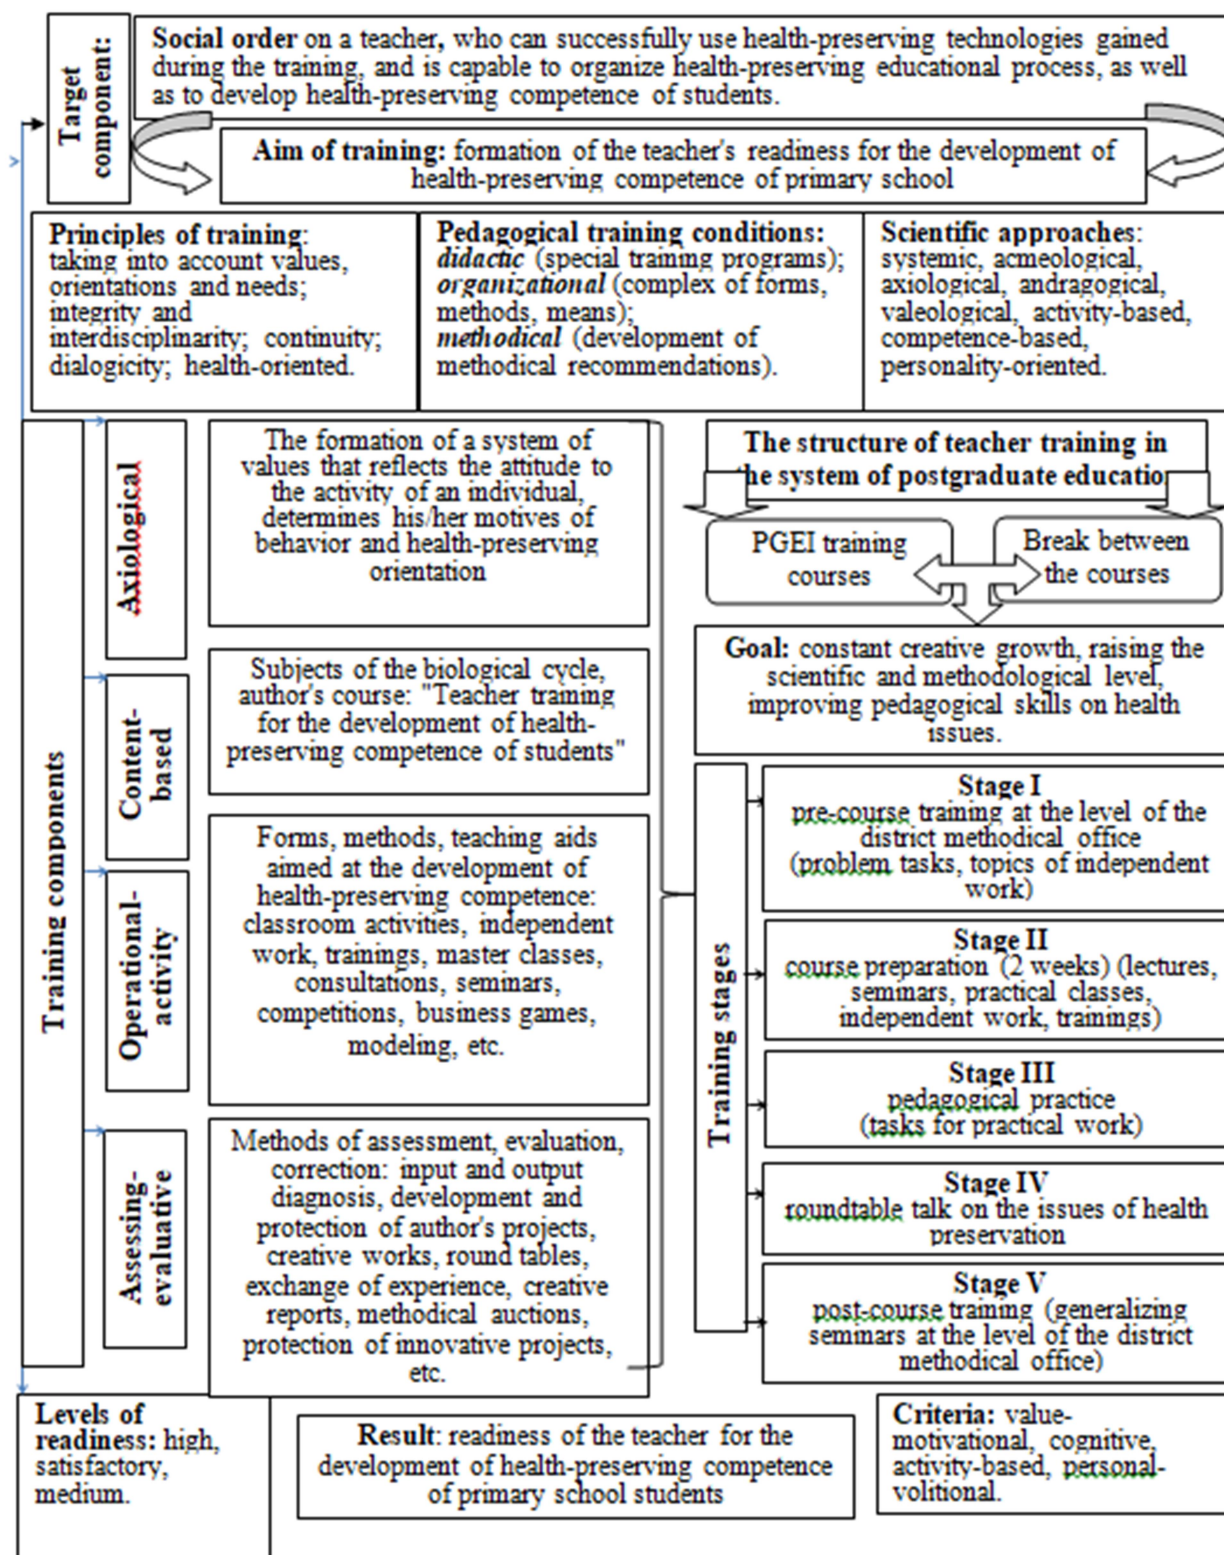 Target
component:
Social order on a teacher, who can successfully use health-preserving technologies gained
during the training, and is capable to organize health-preserving educational process, as well
as to develop health-preserving competence of students.
Aim of training: formation of the teacher's readiness for the development of
health-preserving competence of primary school
Principles of training:
taking into account values,
orientations and needs;
integrity and
interdisciplinarity; continuity;
dialogicity; health-oriented.
Pedagogical training conditions:
didactic (special training programs);
organizational (complex of forms,
methods, means);
methodical (development of
methodical recommendations).
Scientific approaches:
systemic, acmeological,
axiological, andragogical,
valeological, activity-based,
competence-based,
personality-oriented.
Training components
Axiological
The formation of a system of
values that reflects the attitude to
the activity of an individual,
determines his/her motives of
behavior and health-preserving
orientation
Content-
based
Subjects of the biological cycle,
author's course: "Teacher training
for the development of health-
preserving competence of students"
Operational-
activity
Forms, methods, teaching aids
aimed at the development of
health-preserving competence:
classroom activities, independent
work, trainings, master classes,
consultations, seminars,
competitions, business games,
modeling, etc.
Assessing-
evaluative
Methods of assessment, evaluation,
correction: input and output
diagnosis, development and
protection of author's projects,
creative works, round tables,
exchange of experience, creative
reports, methodical auctions,
protection of innovative projects,
etc.
The structure of teacher training in
the system of postgraduate education
PGEI training
courses
Break between
the courses
Goal: constant creative growth, raising the
scientific and methodological level,
improving pedagogical skills on health
issues.
Training stages
Stage I
pre-course training at the level of the
district methodical office
(problem tasks, topics of independent
work)
Stage II
course preparation (2 weeks) (lectures,
seminars, practical classes,
independent work, trainings)
Stage III
pedagogical practice
(tasks for practical work)
Stage IV
roundtable talk on the issues of health
preservation
Stage V
post-course training (generalizing
seminars at the level of the district
methodical office)
Levels of
readiness: high,
satisfactory,
medium.
Result: readiness of the teacher for the
development of health-preserving competence
of primary school students
Criteria: value-
motivational, cognitive,
activity-based, personal-
volitional.